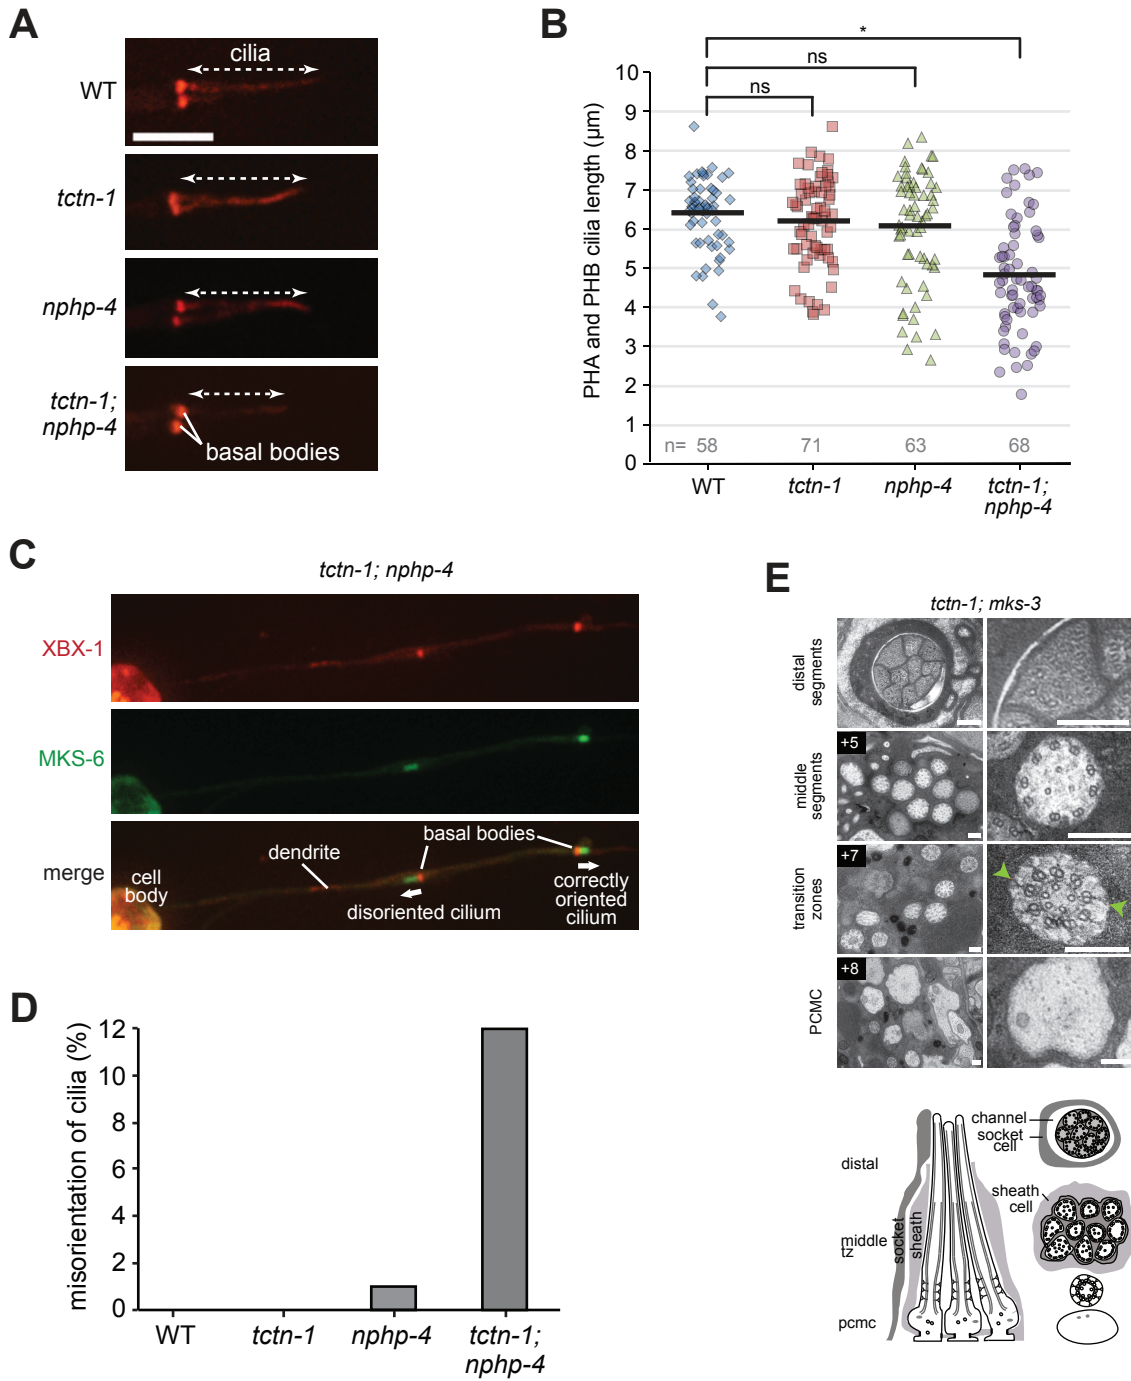 A
WT
cilia
tctn-1
nphp-4
tctn-1;
nphp-4
basal bodies
B
PHA and PHB cilia length (µm)
*
ns
ns
10
9
8
7
6
5
4
3
2
1
0
n= 58
71
63
68
WT
tctn-1
nphp-4
tctn-1;
nphp-4
C
tctn-1; nphp-4
XBX-1
MKS-6
merge
cell
body
dendrite
basal bodies
disoriented cilium
correctly
oriented
cilium
D
misorientation of cilia (%)
12
10
8
6
4
2
0
WT
tctn-1
nphp-4
tctn-1;
nphp-4
E
tctn-1; mks-3
distal
segments
middle
segments
+5
transition
zones
+7
PCMC
+8
distal
middle
tz
pcmc
socket
sheath
channel
socket
cell
sheath
cell